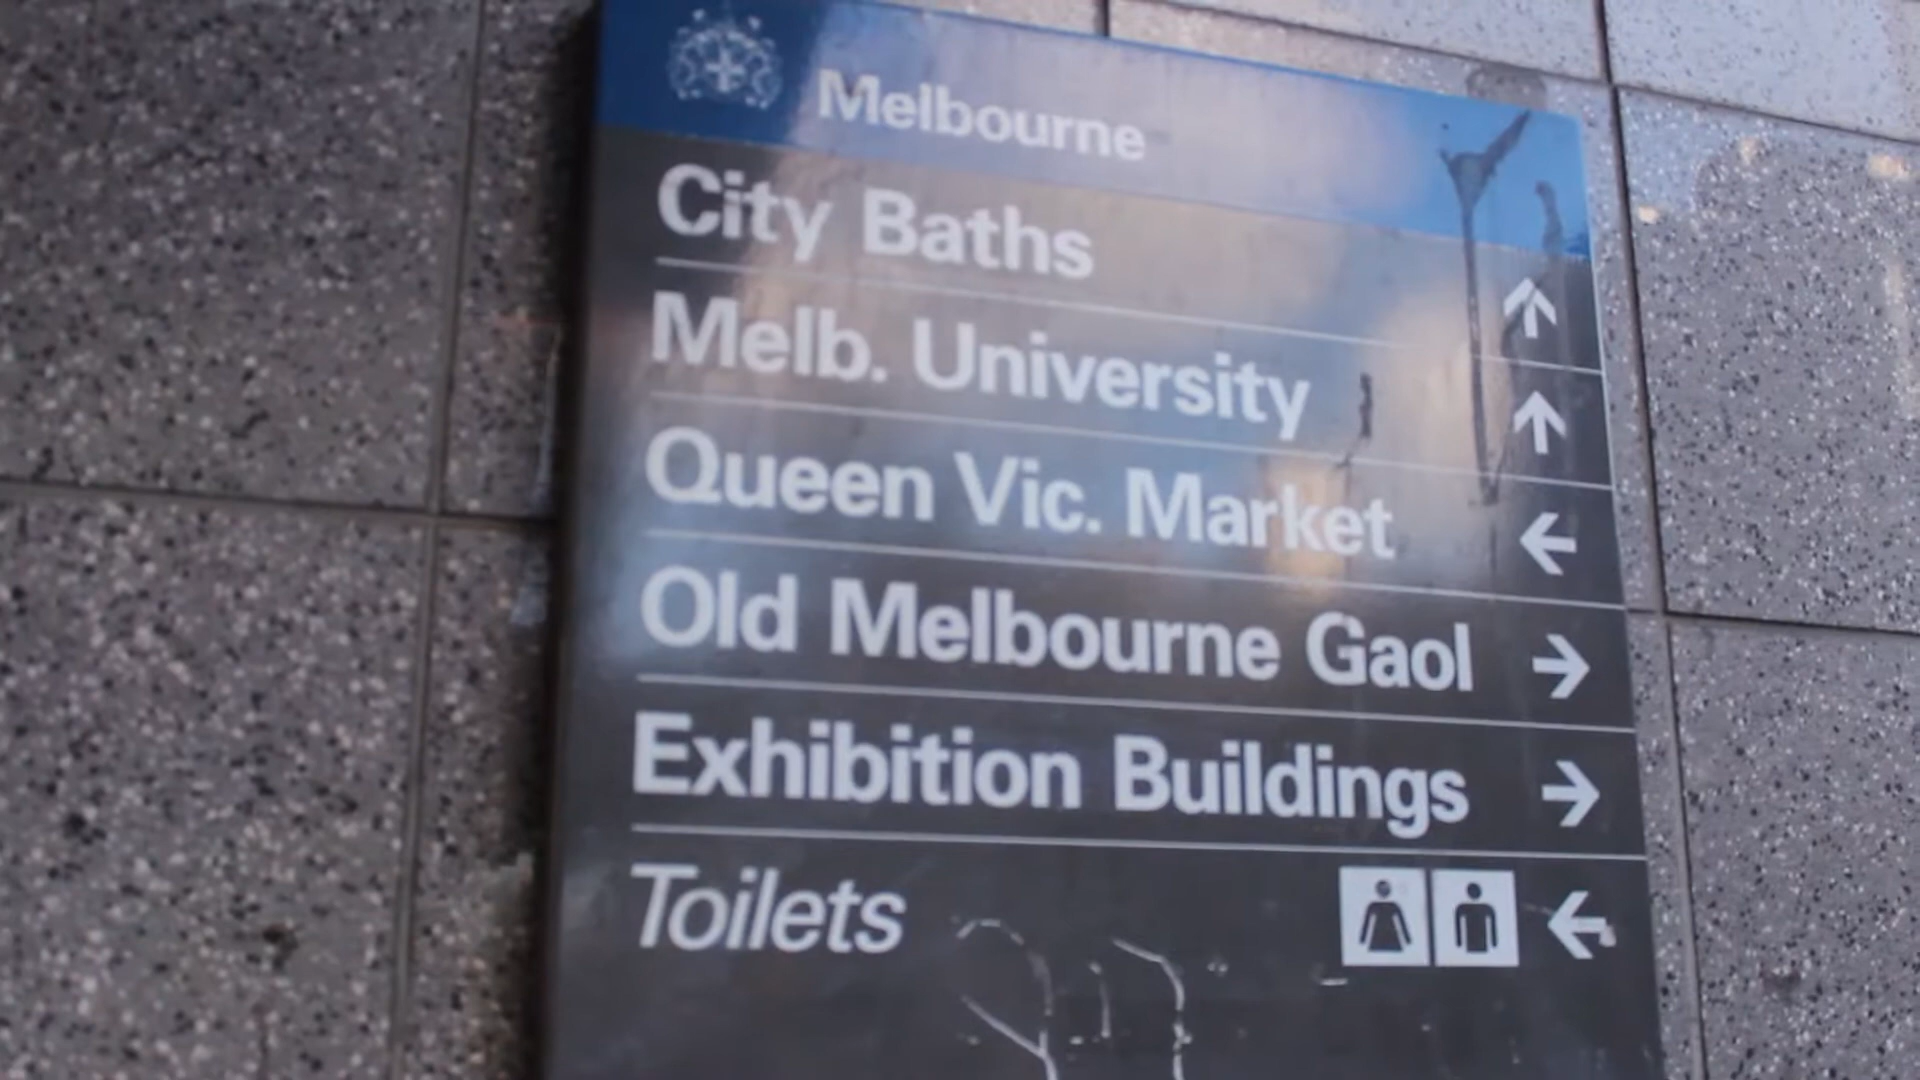 Melbourne
City Baths
Melb. University
Queen Vic. Market
Old Melbourne Gaol
Exhibition Buildings
Toilets